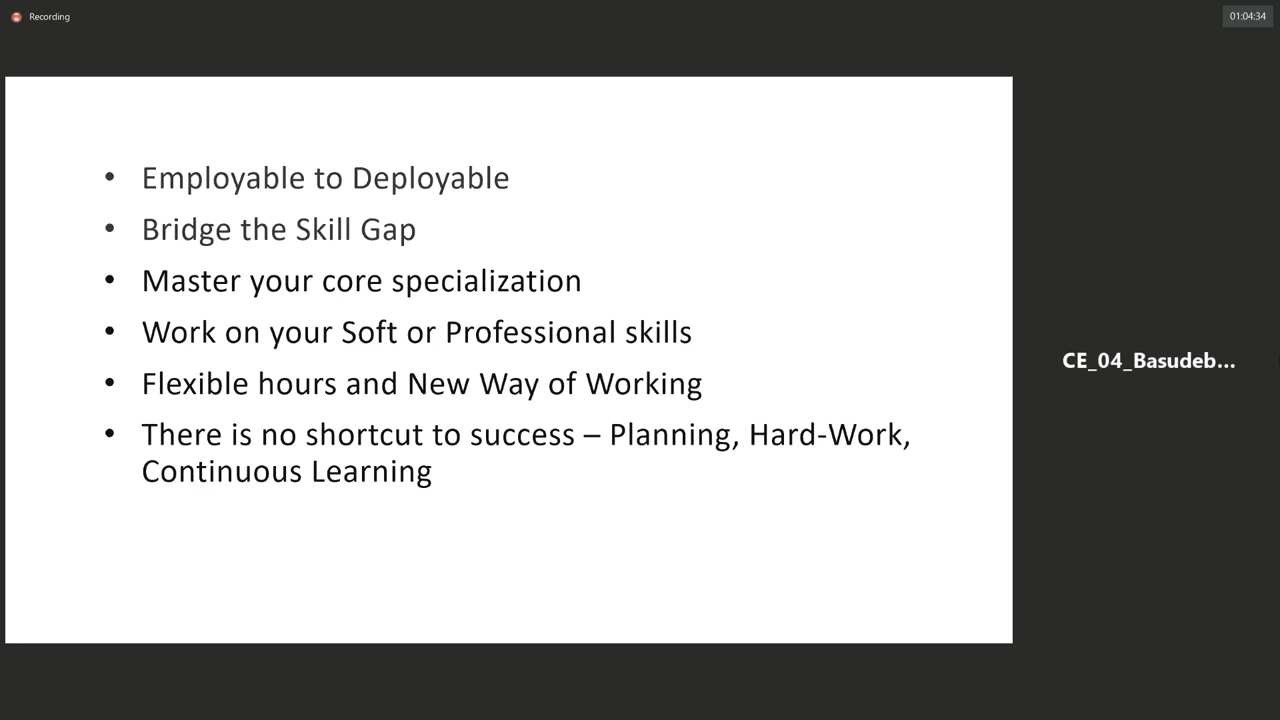 Recording
01:04:34
• Employable to Deployable
• Bridge the Skill Gap
• Master your core specialization
• Work on your Soft or Professional skills
• Flexible hours and New Way of Working
• There is no shortcut to success – Planning, Hard-Work,
Continuous Learning
CE_04_Basudeb...